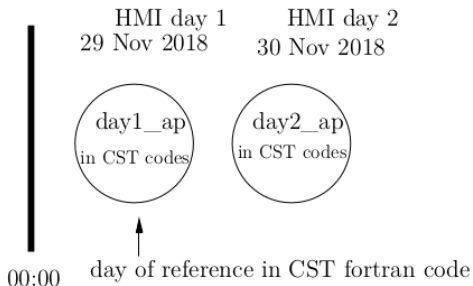 HMI day 1
29 Nov 2018
HMI day 2
30 Nov 2018
day1_ap
in CST codes
day2_ap
in CST codes
00:00
day of reference in CST fortran code